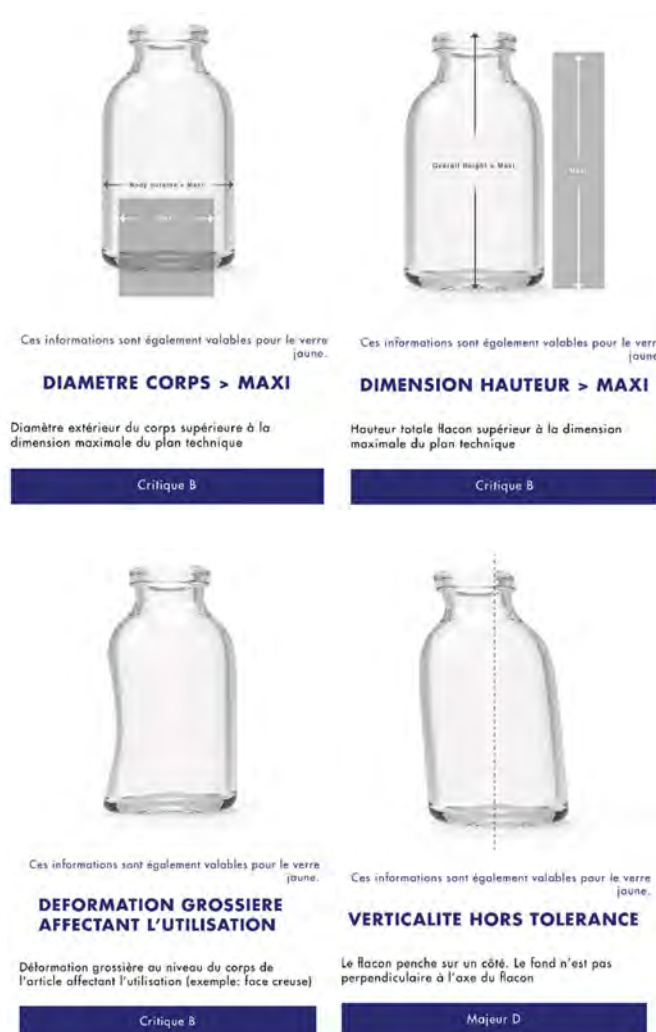 Body outside > Maxi
Maxi
Overall Height > Maxi
Maxi
Ces informations sont également valables pour le verre
jaune.
DIAMETRE CORPS > MAXI
Diamètre extérieur du corps supérieure à la
dimension maximale du plan technique
Critique B
Ces informations sont également valables pour le verre
jaune
DIMENSION HAUTEUR > MAXI
Hauteur totale flacon supérieur à la dimension
maximale du plan technique
Critique B
Ces informations sont également valables pour le verre
jaune.
DEFORMATION GROSSIERE
AFFECTANT L'UTILISATION
Déformation grossière au niveau du corps de
l'article affectant l'utilisation (exemple: face creuse)
Critique B
Ces informations sont également valables pour le verre
jaune.
VERTICALITE HORS TOLERANCE
Le flacon penche sur un côté. Le fond n'est pas
perpendiculaire à l'axe du flacon
Majeur D